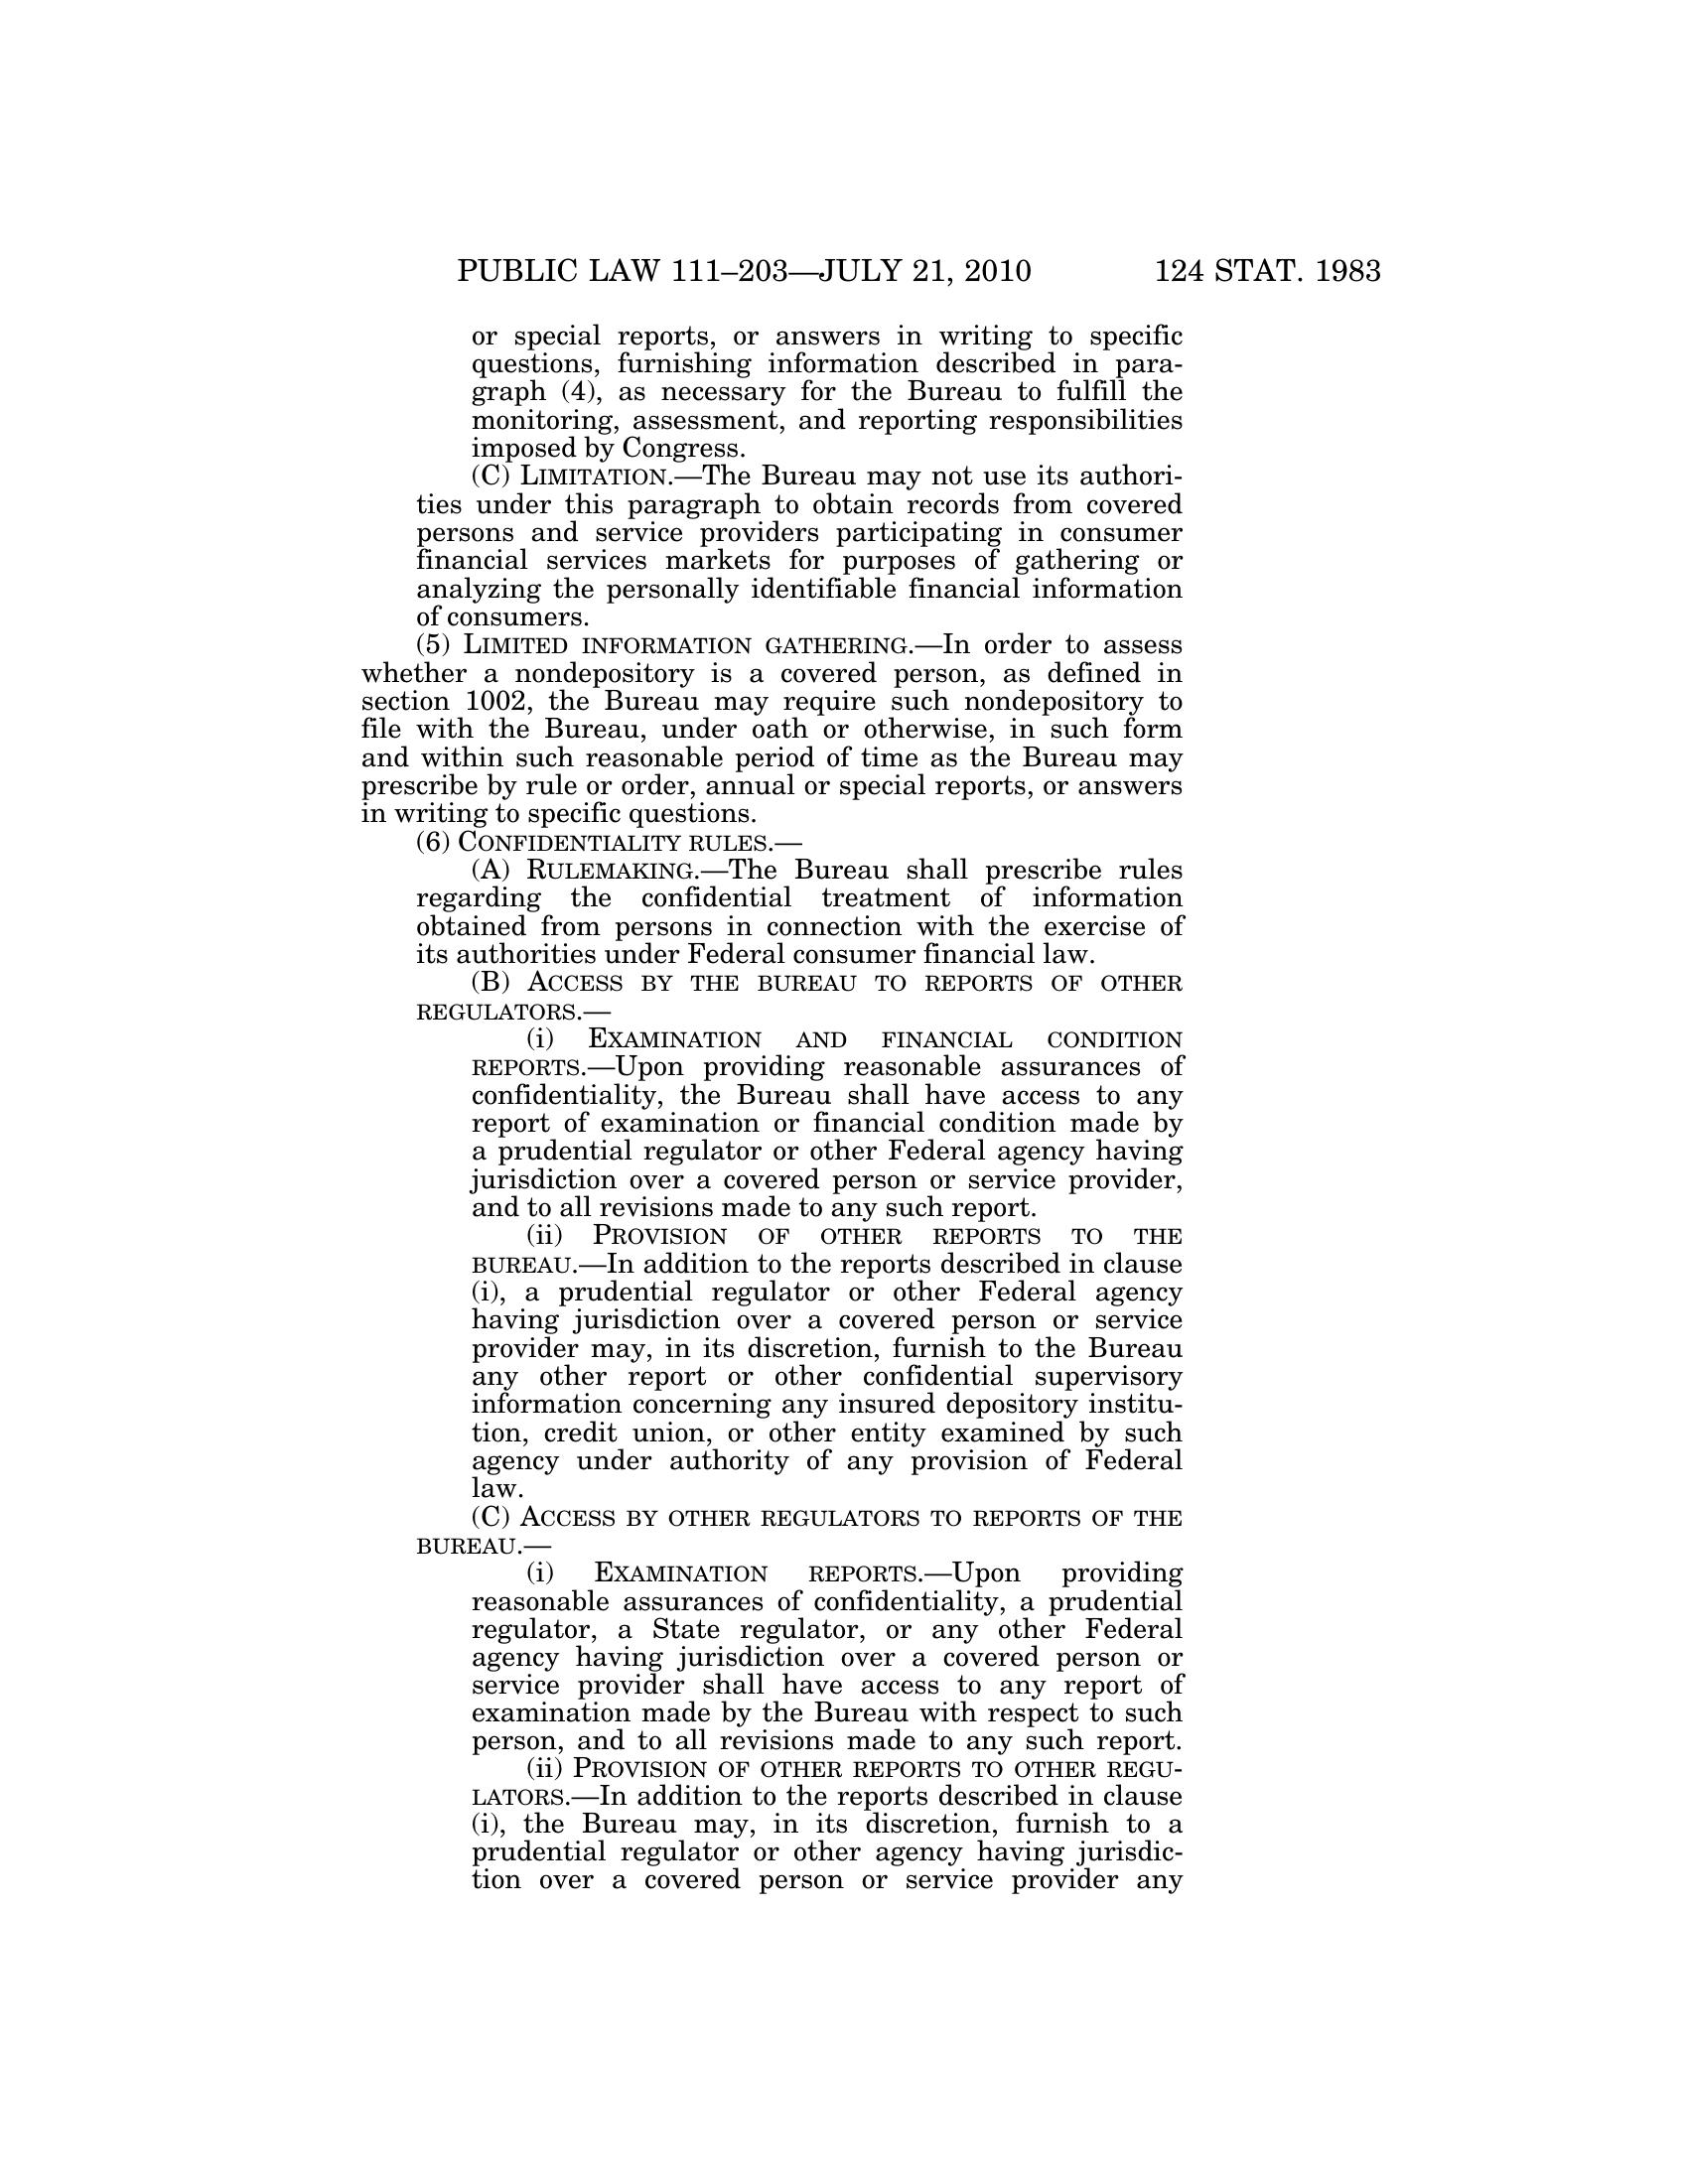 PUBLIC LAW 111–203—JULY 21, 2010 124 STAT. 1983
or special reports, or answers in writing to specific
questions, furnishing information described in para-
graph (4), as necessary for the Bureau to fulfill the
monitoring, assessment, and reporting responsibilities
imposed by Congress.
(C) LIMITATION.—The Bureau may not use its authori-
ties under this paragraph to obtain records from covered
persons and service providers participating in consumer
financial services markets for purposes of gathering or
analyzing the personally identifiable financial information
of consumers.
(5) LIMITED INFORMATION GATHERING.—In order to assess
whether a nondepository is a covered person, as defined in
section 1002, the Bureau may require such nondepository to
file with the Bureau, under oath or otherwise, in such form
and within such reasonable period of time as the Bureau may
prescribe by rule or order, annual or special reports, or answers
in writing to specific questions.
(6) CONFIDENTIALITY RULES.—
(A) RULEMAKING.—The Bureau shall prescribe rules
regarding the confidential treatment of information
obtained from persons in connection with the exercise of
its authorities under Federal consumer financial law.
(B) ACCESS BY THE BUREAU TO REPORTS OF OTHER
REGULATORS.—
(i) EXAMINATION AND FINANCIAL CONDITION
REPORTS.—Upon providing reasonable assurances of
confidentiality, the Bureau shall have access to any
report of examination or financial condition made by
a prudential regulator or other Federal agency having
jurisdiction over a covered person or service provider,
and to all revisions made to any such report.
(ii) PROVISION OF OTHER REPORTS TO THE
BUREAU.—In addition to the reports described in clause
(i), a prudential regulator or other Federal agency
having jurisdiction over a covered person or service
provider may, in its discretion, furnish to the Bureau
any other report or other confidential supervisory
information concerning any insured depository institu-
tion, credit union, or other entity examined by such
agency under authority of any provision of Federal
law.
(C) ACCESS BY OTHER REGULATORS TO REPORTS OF THE
BUREAU.—
(i) EXAMINATION REPORTS.—Upon providing
reasonable assurances of confidentiality, a prudential
regulator, a State regulator, or any other Federal
agency having jurisdiction over a covered person or
service provider shall have access to any report of
examination made by the Bureau with respect to such
person, and to all revisions made to any such report.
(ii) PROVISION OF OTHER REPORTS TO OTHER REGU-
LATORS.—In addition to the reports described in clause
(i), the Bureau may, in its discretion, furnish to a
prudential regulator or other agency having jurisdic-
tion over a covered person or service provider any